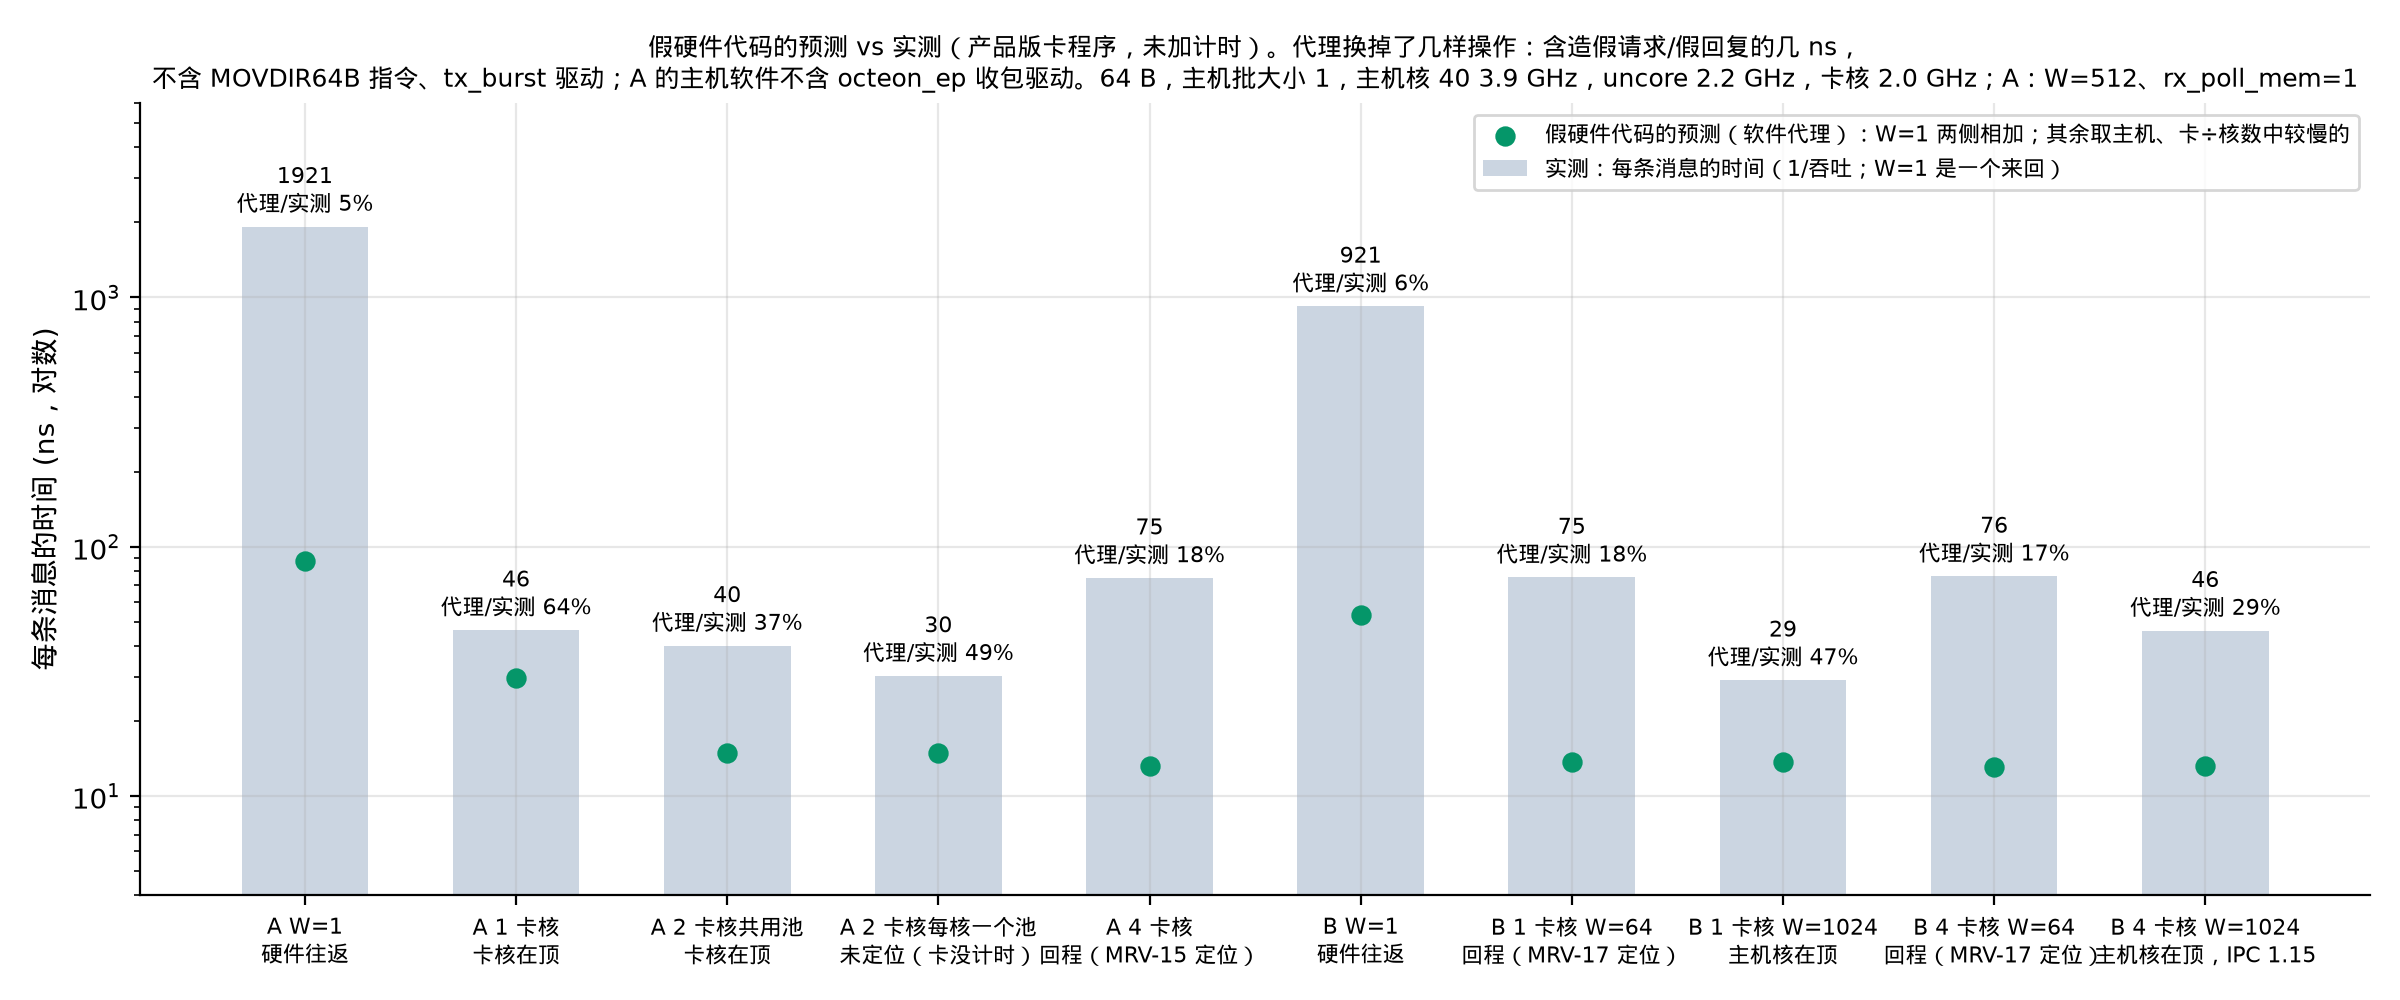 假硬件代码的预测 vs 实测（产品版卡程序，未加计时）。代理换掉了几样操作：含造假请求/假回复的几 ns，
不含 MOVDIR64B 指令、tx_burst 驱动；A 的主机软件不含 octeon_ep 收包驱动。64 B，主机批大小 1，主机核 40 3.9 GHz，uncore 2.2 GHz，卡核 2.0 GHz；A：W=512、rx_poll_mem=1
假硬件代码的预测（软件代理）：W=1 两侧相加；其余取主机、卡÷核数中较慢的
实测：每条消息的时间（1/吞吐；W=1 是一个来回）
每条消息的时间 (ns，对数)
10³
10²
10¹
1921
代理/实测 5%
46
代理/实测 64%
40
代理/实测 37%
30
代理/实测 49%
75
代理/实测 18%
921
代理/实测 6%
75
代理/实测 18%
29
代理/实测 47%
76
代理/实测 17%
46
代理/实测 29%
A W=1
硬件往返
A 1 卡核
卡核在顶
A 2 卡核共用池
卡核在顶
A 2 卡核每核一个池
未定位（卡没计时）
A 4 卡核
回程（MRV-15 定位）
B W=1
硬件往返
B 1 卡核 W=64
回程（MRV-17 定位）
B 1 卡核 W=1024
主机核在顶
B 4 卡核 W=64
回程（MRV-17 定位）
B 4 卡核 W=1024
主机核在顶，IPC 1.15